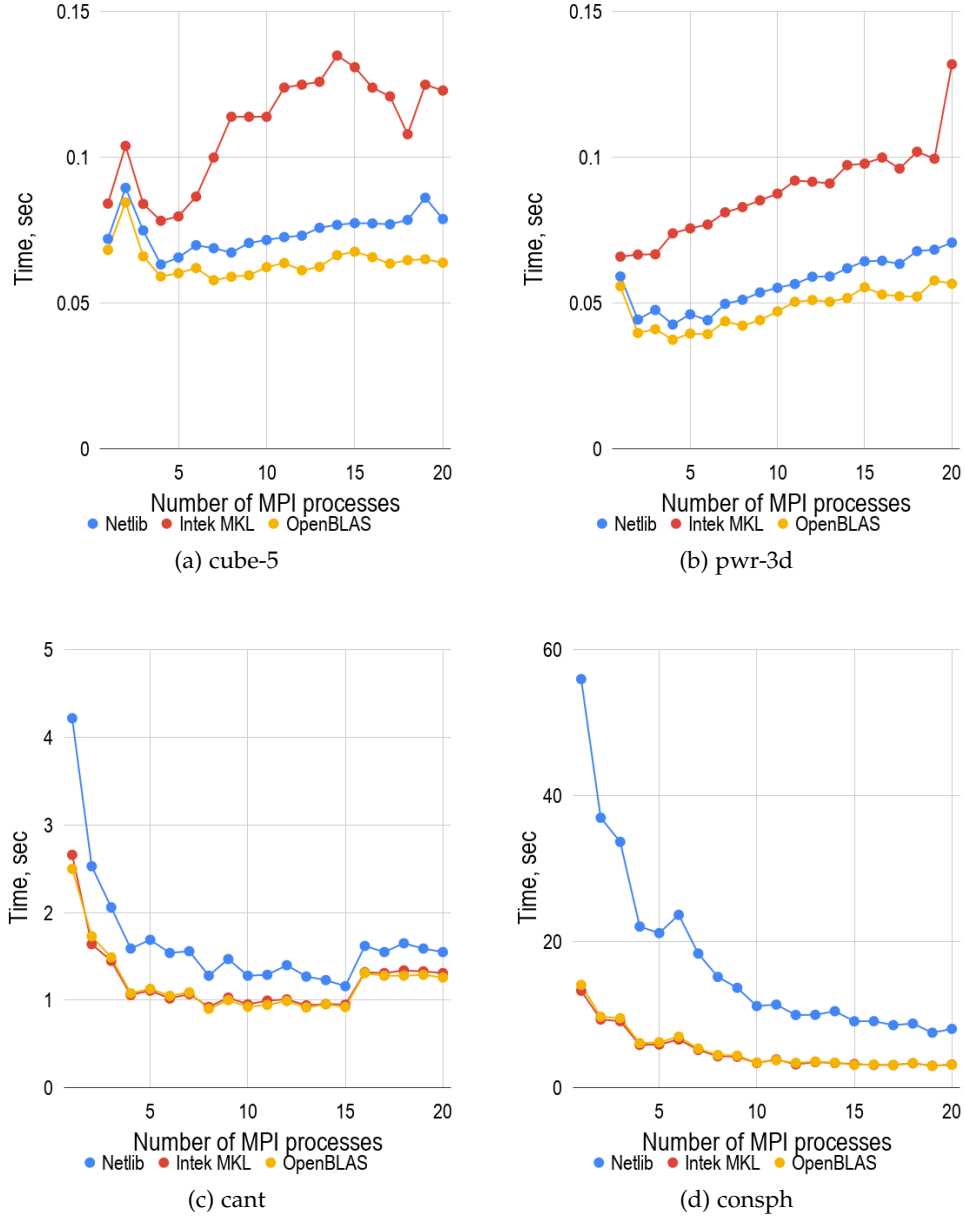 0.15
0.1
0.05
0
Time, sec
5 10 15 20
Number of MPI processes
Netlib Intek MKL OpenBLAS
(a) cube-5
0.15
0.1
0.05
0
Time, sec
5 10 15 20
Number of MPI processes
Netlib Intek MKL OpenBLAS
(b) pwr-3d
5
4
3
2
1
0
Time, sec
5 10 15 20
Number of MPI processes
Netlib Intek MKL OpenBLAS
(c) cant
60
40
20
0
Time, sec
5 10 15 20
Number of MPI processes
Netlib Intek MKL OpenBLAS
(d) consph